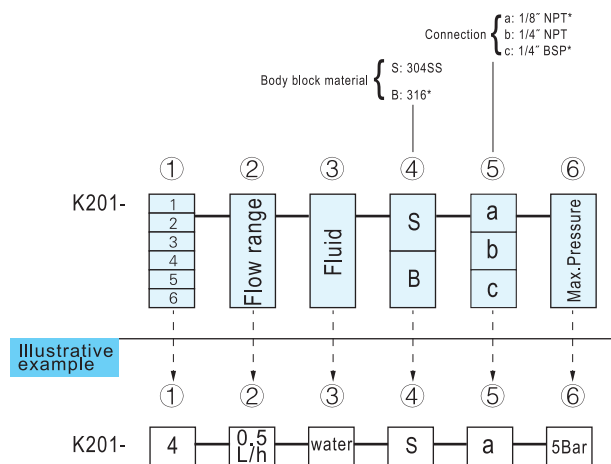 a: 1/8˝ NPT*
Connection { b: 1/4˝ NPT
c: 1/4˝ BSP*
S: 304SS
Body block material {
B: 316*
① ② ③ ④ ⑤ ⑥
K201-
1
2
3
4
5
6
Flow range
Fluid
S
B
a
b
c
Max.Pressure
Illustrative
example
① ② ③ ④ ⑤ ⑥
K201- 4 0.5 L/h water S a 5Bar